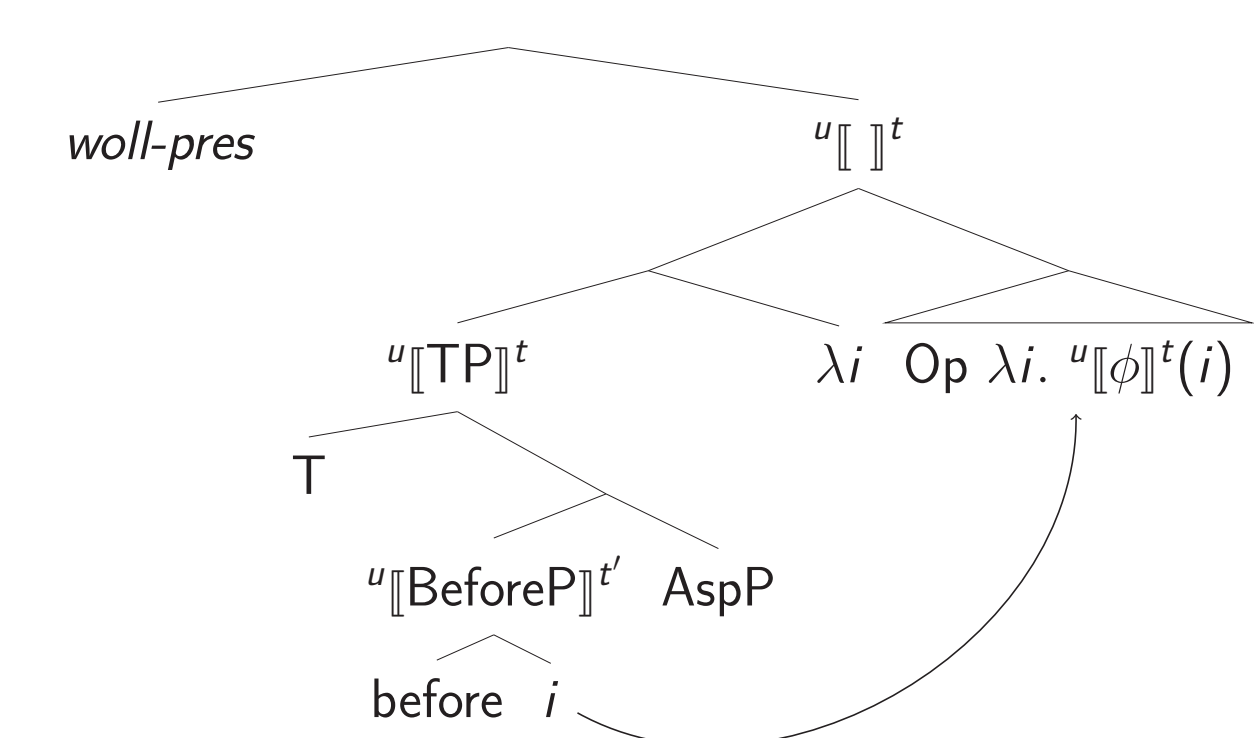 woll-pres
ᵘ⟦ ⟧ᵗ
ᵘ⟦TP⟧ᵗ λi Op λi. ᵘ⟦ϕ⟧ᵗ(i)
T
ᵘ⟦BeforeP⟧ᵗ′ AspP
before i